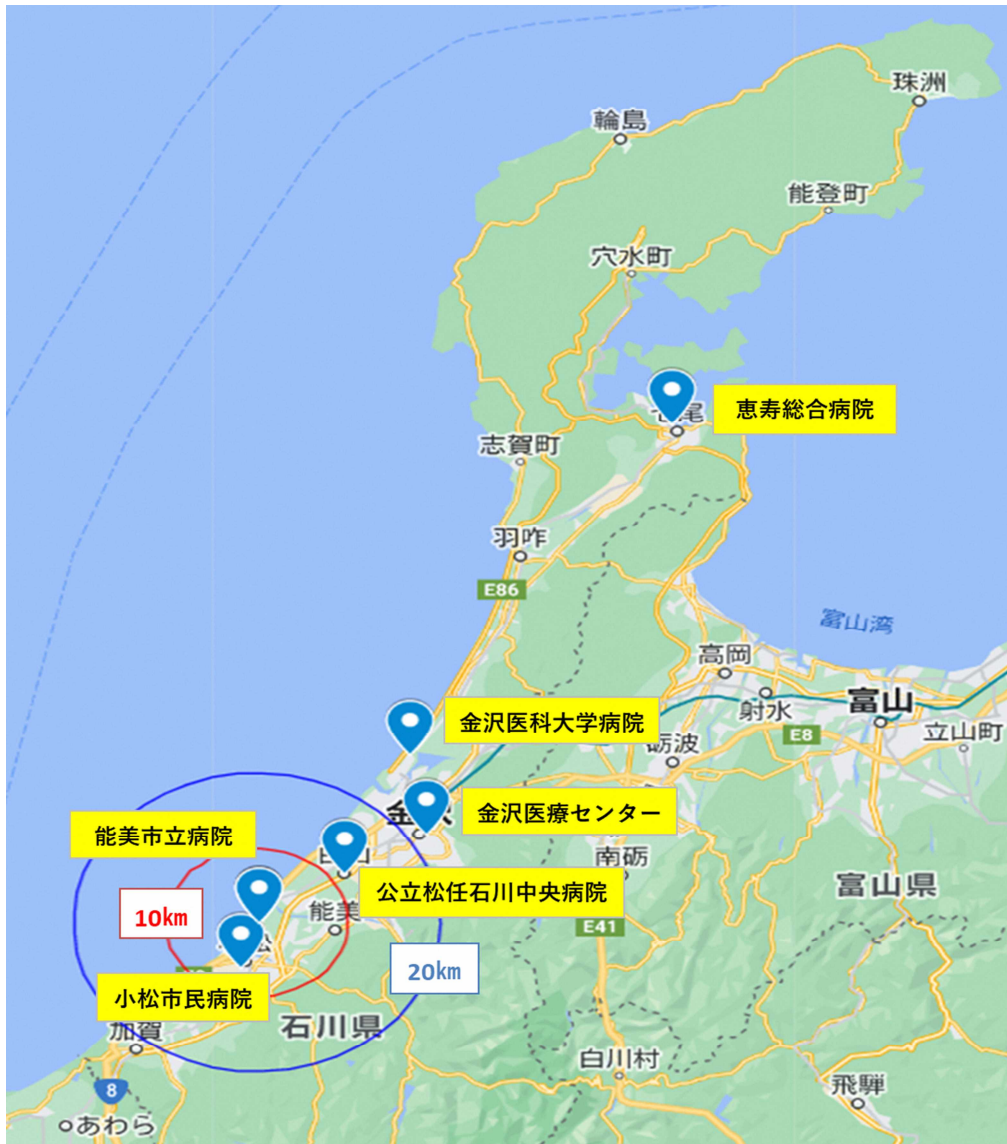 珠洲
輪島
能登町
穴水町
恵寿総合病院
尾
志賀町
羽咋
E86
富山湾
高岡
富山
射水
金沢医科大学病院
E8
立山町
砺波
金沢医療センター
能美市立病院
南砺
公立松任石川中央病院
富山県
10㎞
能美
E41
20㎞
小松市民病院
石川県
加賀
白川村
8
飛騨
あわら